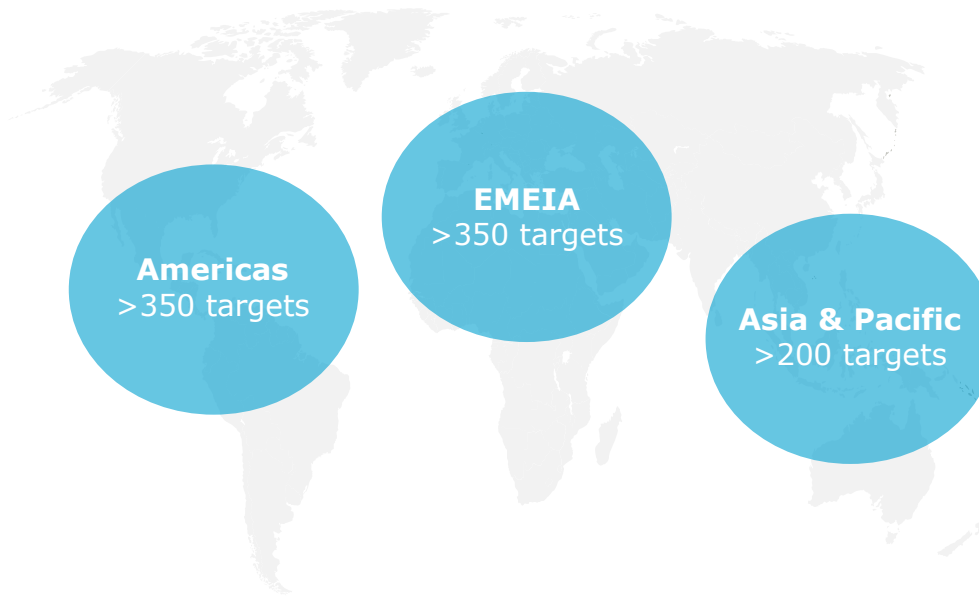 Americas
>350 targets
EMEIA
>350 targets
Asia & Pacific
>200 targets